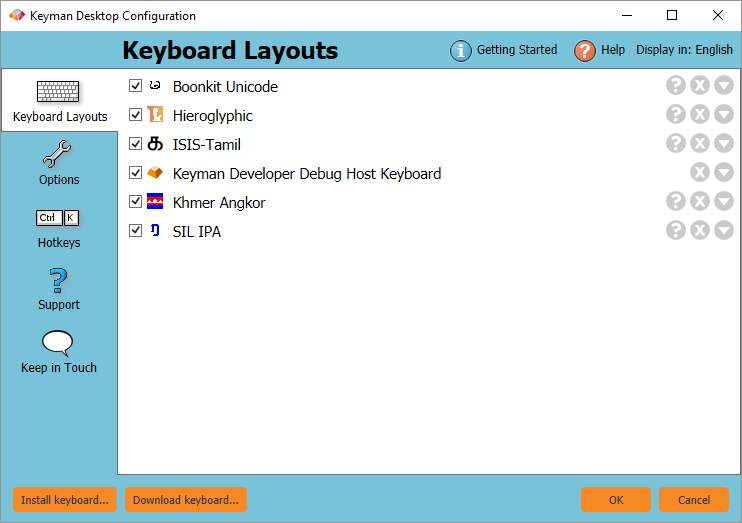 Keyman Desktop Configuration
Keyboard Layouts
Getting Started
Help
Display in: English
Keyboard Layouts
Options
Ctrl K
Hotkeys
Support
Keep in Touch
Boonkit Unicode
Hieroglyphic
ISIS-Tamil
Keyman Developer Debug Host Keyboard
Khmer Angkor
SIL IPA
Install keyboard...
Download keyboard...
OK
Cancel